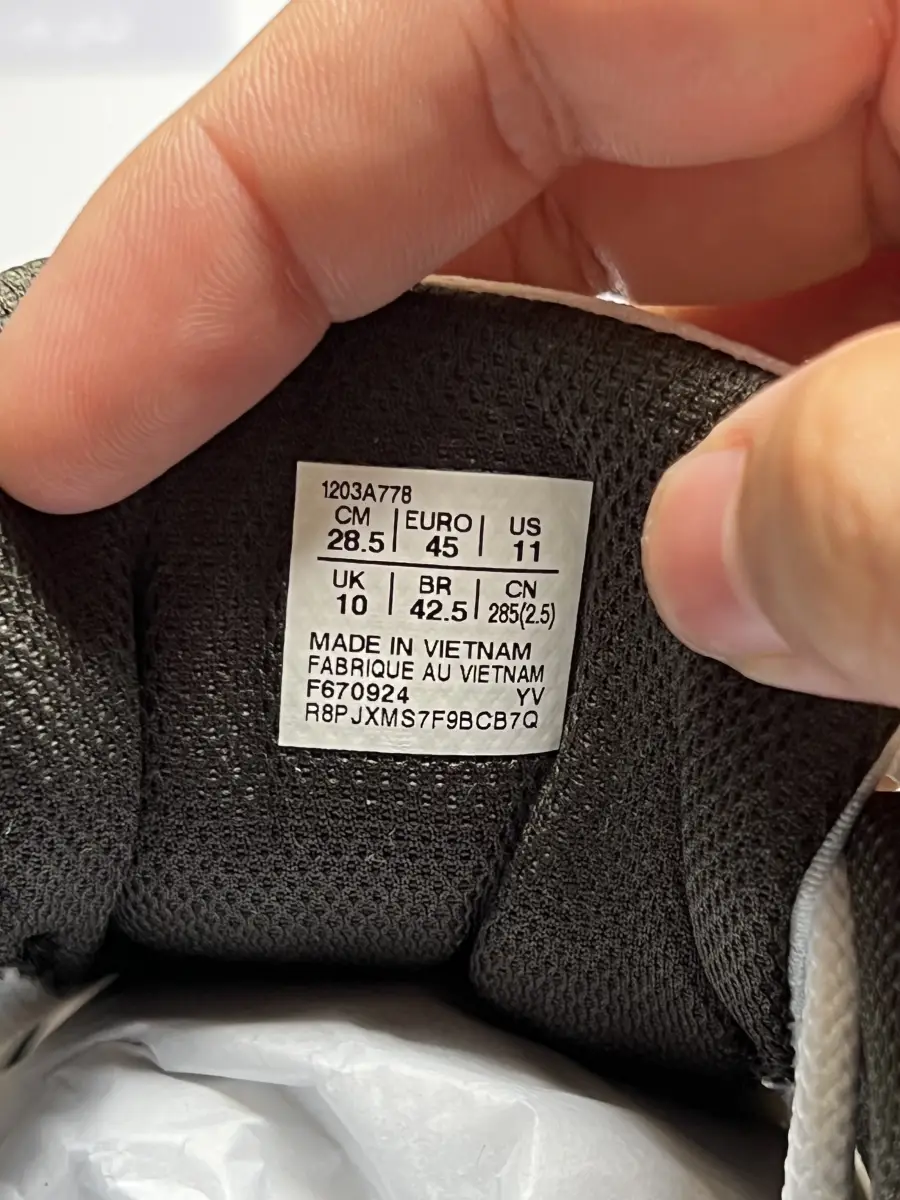 1203A778
CM | EURO | US
28.5 | 45 | 11
UK | BR | CN
10 | 42.5 | 285(2.5)
MADE IN VIETNAM
FABRIQUE AU VIETNAM
F670924 YV
R8PJXMS7F9BCB7Q